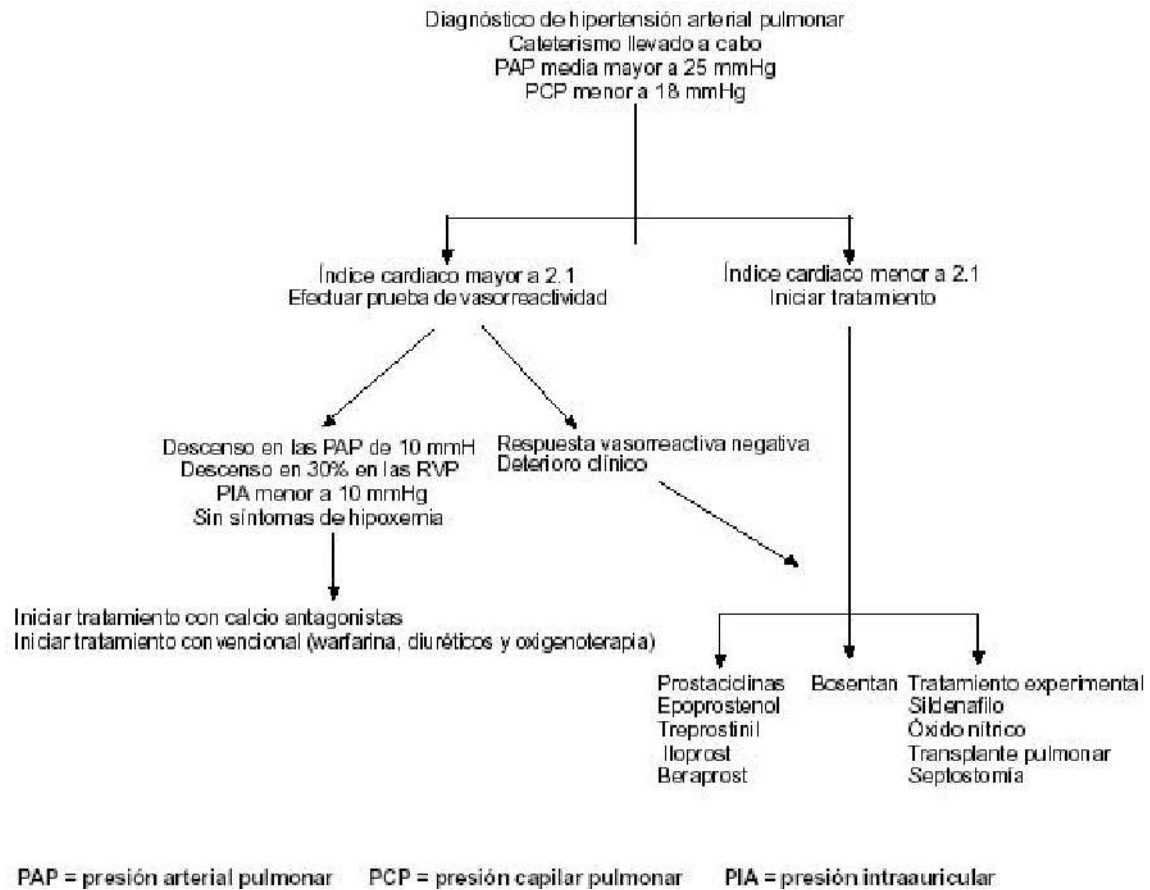 Diagnóstico de hipertensión arterial pulmonar
Cateterismo llevado a cabo
PAP media mayor a 25 mmHg
PCP menor a 18 mmHg
Índice cardiaco mayor a 2.1
Efectuar prueba de vasorreactividad
Índice cardiaco menor a 2.1
Iniciar tratamiento
Descenso en las PAP de 10 mmH
Descenso en 30% en las RVP
PIA menor a 10 mmHg
Sin síntomas de hipoxemia
Respuesta vasorreactiva negativa
Deterioro clínico
Iniciar tratamiento con calcio antagonistas
Iniciar tratamiento convencional (warfarina, diuréticos y oxigenoterapia)
Prostaciclinas
Epoprostenol
Treprostinil
Iloprost
Beraprost
Bosentan
Tratamiento experimental
Sildenafilo
Óxido nítrico
Transplante pulmonar
Septostomía
PAP = presión arterial pulmonar PCP = presión capilar pulmonar PIA = presión intraauricular